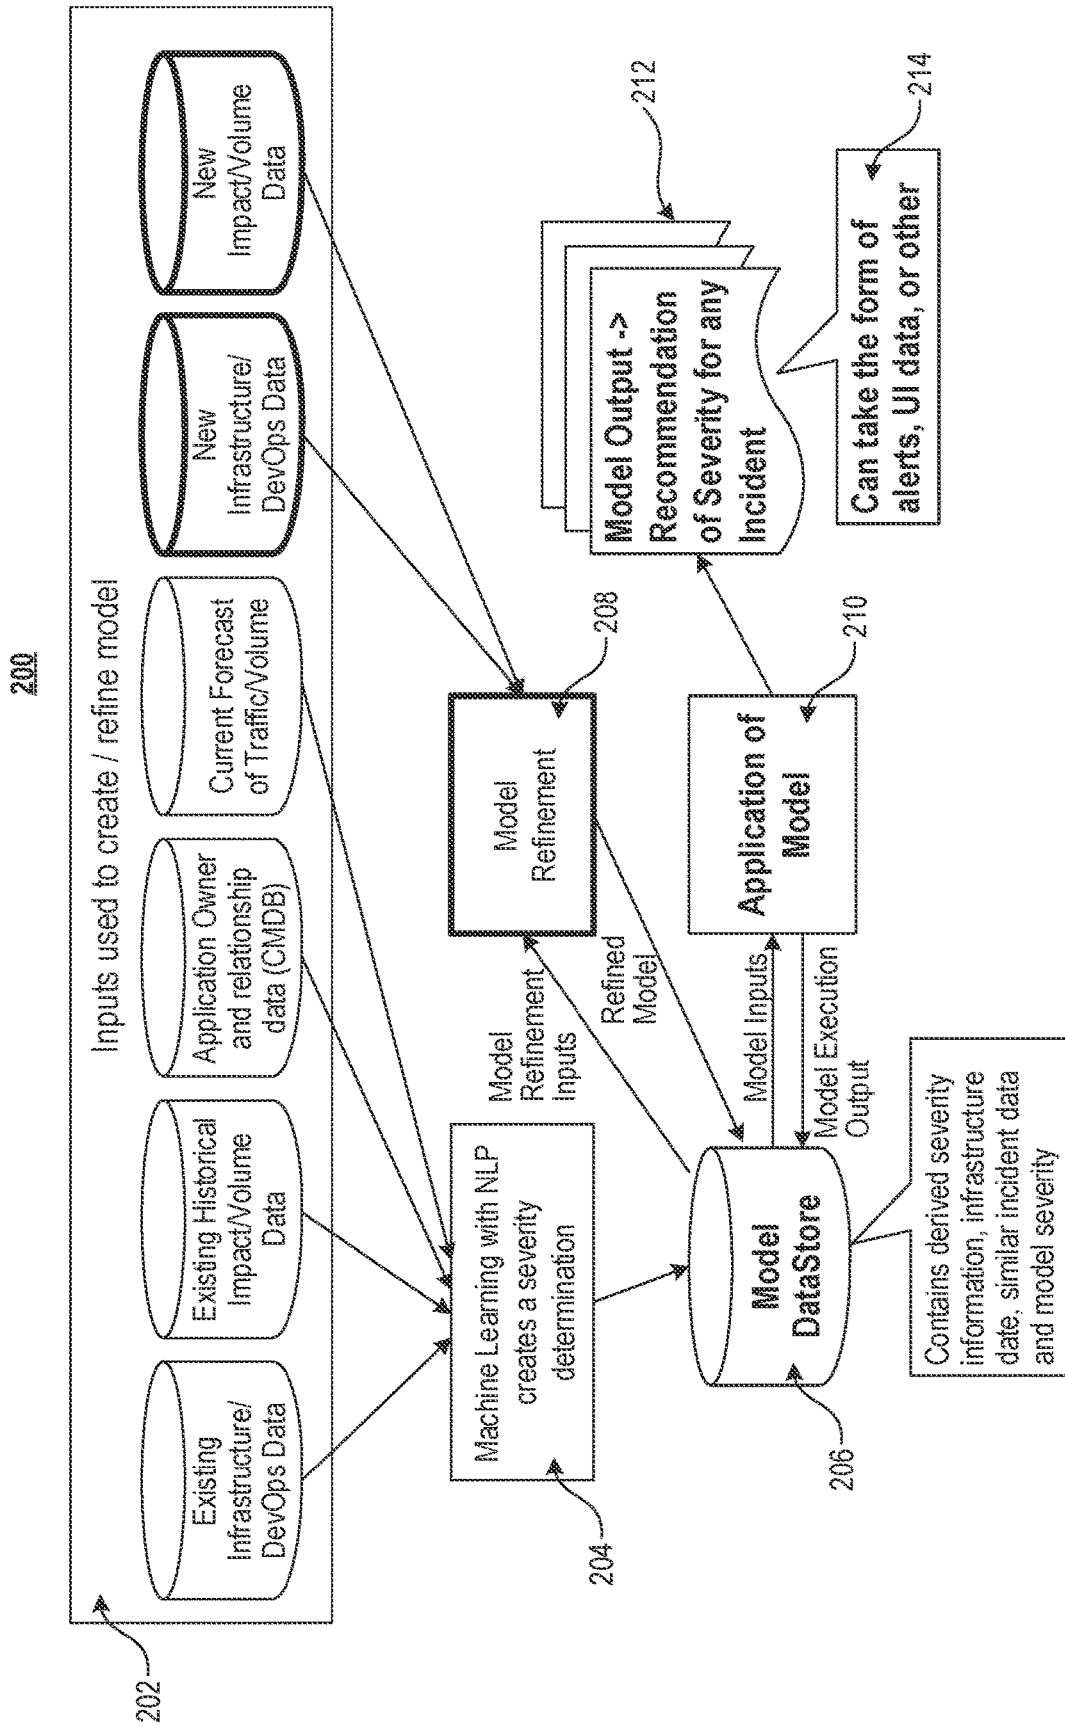 200
Inputs used to create / refine model
202
Existing
Infrastructure/
DevOps Data
Existing Historical
Impact/Volume
Data
Application Owner
and relationship
data (CMDB)
Current Forecast
of Traffic/Volume
New
Infrastructure/
DevOps Data
New
Impact/Volume
Data
Machine Learning with NLP
creates a severity
determination
204
Model
Refinement
Inputs
Refined
Model
Model
Refinement
208
Model
DataStore
206
Model Inputs
Model Execution
Output
Application of
Model
210
Model Output ->
Recommendation
of Severity for any
Incident
212
Can take the form of
alerts, UI data, or other
214
Contains derived severity
information, infrastructure
date, similar incident data
and model severity